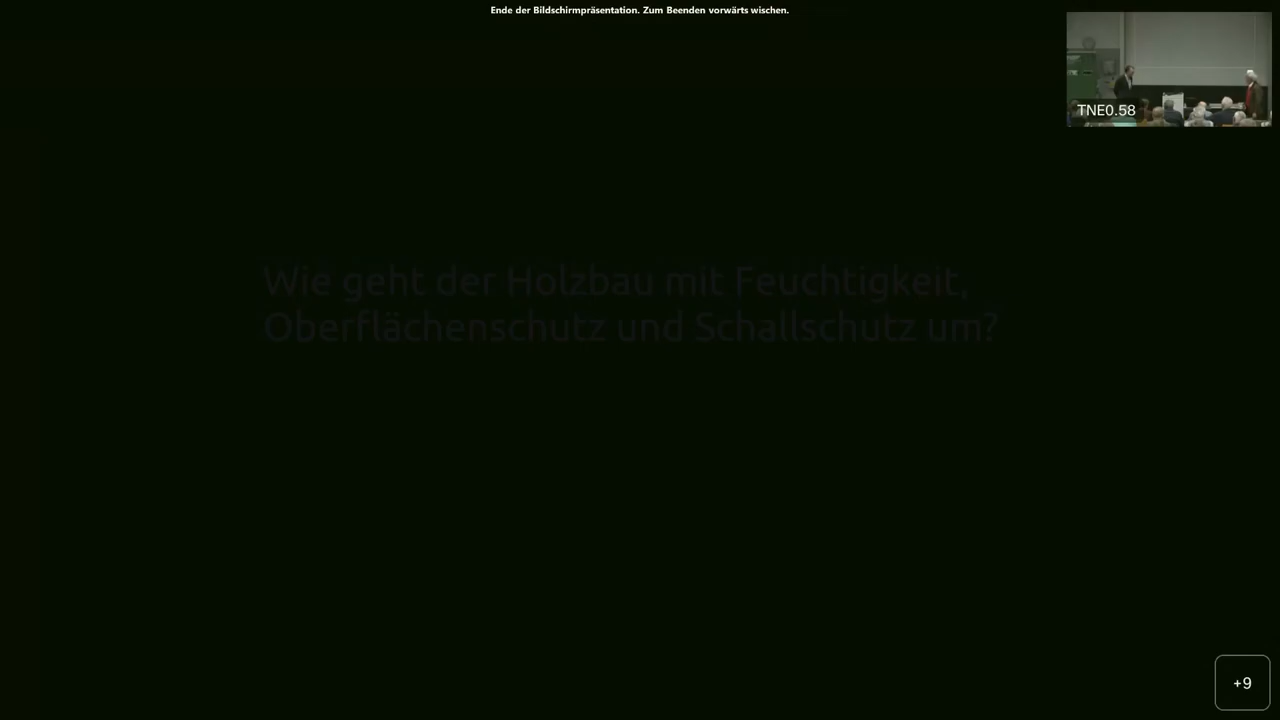 Ende der Bildschirmpräsentation. Zum Beenden vorwärts wischen.
TNE0.58
Wie geht der Holzbau mit Feuchtigkeit,
Oberflächenschutz und Schallschutz um?
+9